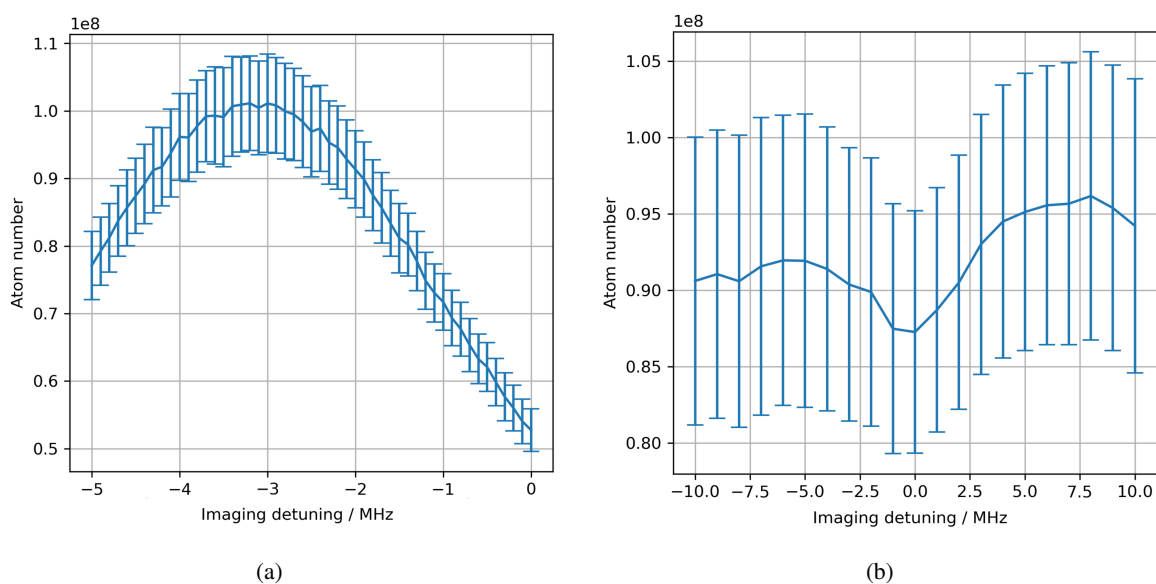 1e8
1.1
1.0
0.9
0.8
0.7
0.6
0.5
Atom number
−5 −4 −3 −2 −1 0
Imaging detuning / MHz
(a)
1e8
1.05
1.00
0.95
0.90
0.85
0.80
Atom number
−10.0 −7.5 −5.0 −2.5 0.0 2.5 5.0 7.5 10.0
Imaging detuning / MHz
(b)